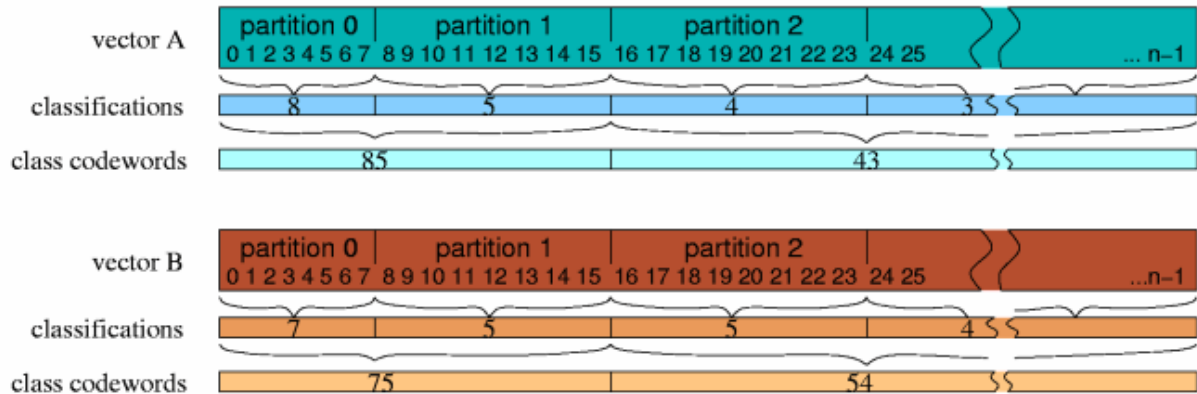 partition 0 partition 1 partition 2
vector A
0 1 2 3 4 5 6 7 8 9 10 11 12 13 14 15 16 17 18 19 20 21 22 23 24 25 ... n−1
classifications 8 5 4 3
class codewords 85 43
partition 0 partition 1 partition 2
vector B
0 1 2 3 4 5 6 7 8 9 10 11 12 13 14 15 16 17 18 19 20 21 22 23 24 25 ...n−1
classifications 7 5 5 4
class codewords 75 54